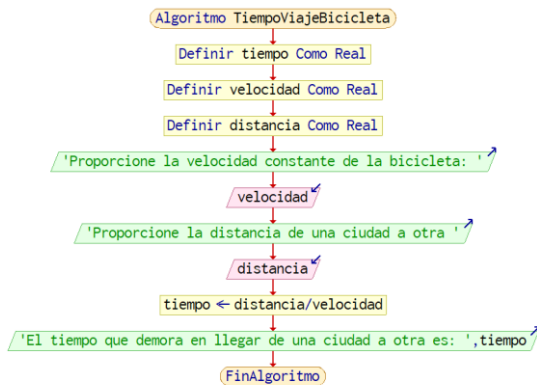 Algoritmo TiempoViajeBicicleta
Definir tiempo Como Real
Definir velocidad Como Real
Definir distancia Como Real
'Proporcione la velocidad constante de la bicicleta: '
velocidad
'Proporcione la distancia de una ciudad a otra '
distancia
tiempo ← distancia/velocidad
'El tiempo que demora en llegar de una ciudad a otra es: ',tiempo
FinAlgoritmo